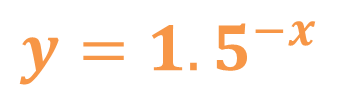 y = 1.5⁻ˣ